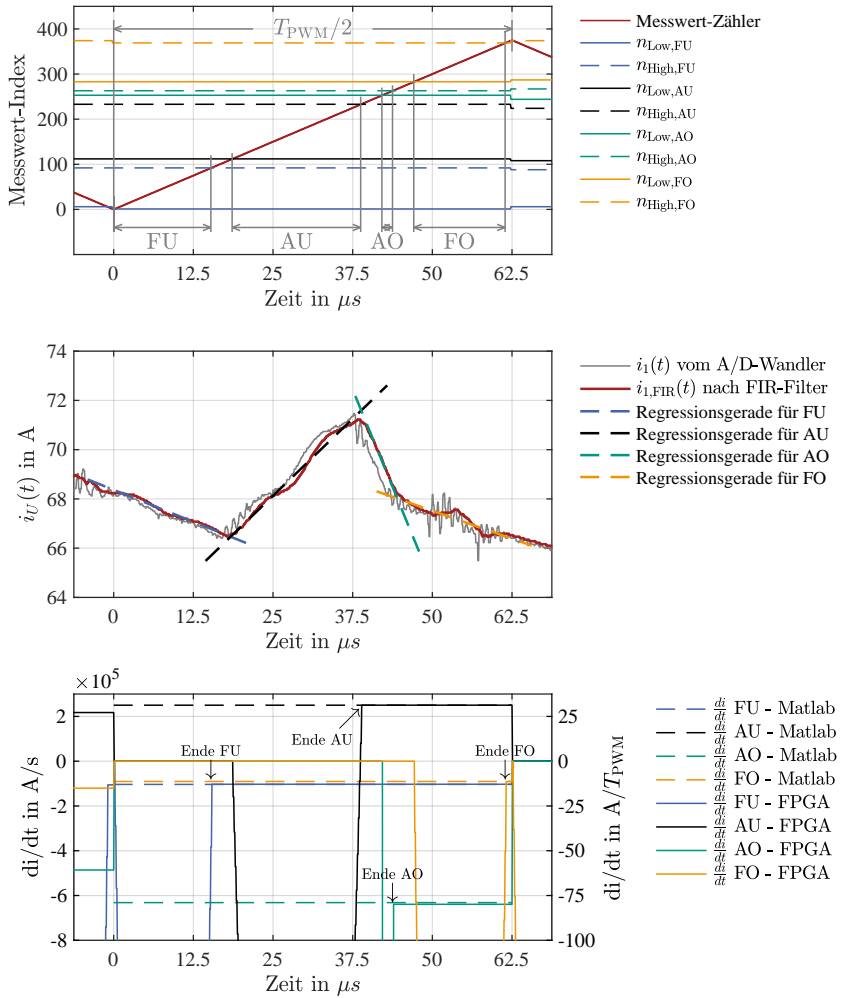 400
300
200
100
0
Messwert-Index
T_PWM/2
FU
AU
AO
FO
0
12.5
25
37.5
50
62.5
Zeit in μs
Messwert-Zähler
n_Low,FU
n_High,FU
n_Low,AU
n_High,AU
n_Low,AO
n_High,AO
n_Low,FO
n_High,FO
74
72
70
68
66
64
i_U(t) in A
0
12.5
25
37.5
50
62.5
Zeit in μs
i_1(t) vom A/D-Wandler
i_1,FIR(t) nach FIR-Filter
Regressionsgerade für FU
Regressionsgerade für AU
Regressionsgerade für AO
Regressionsgerade für FO
×10^5
2
0
-2
-4
-6
-8
di/dt in A/s
Ende FU
Ende AU
Ende FO
Ende AO
25
0
-25
-50
-75
-100
di/dt in A/T_PWM
0
12.5
25
37.5
50
62.5
Zeit in μs
di/dt FU - Matlab
di/dt AU - Matlab
di/dt AO - Matlab
di/dt FO - Matlab
di/dt FU - FPGA
di/dt AU - FPGA
di/dt AO - FPGA
di/dt FO - FPGA